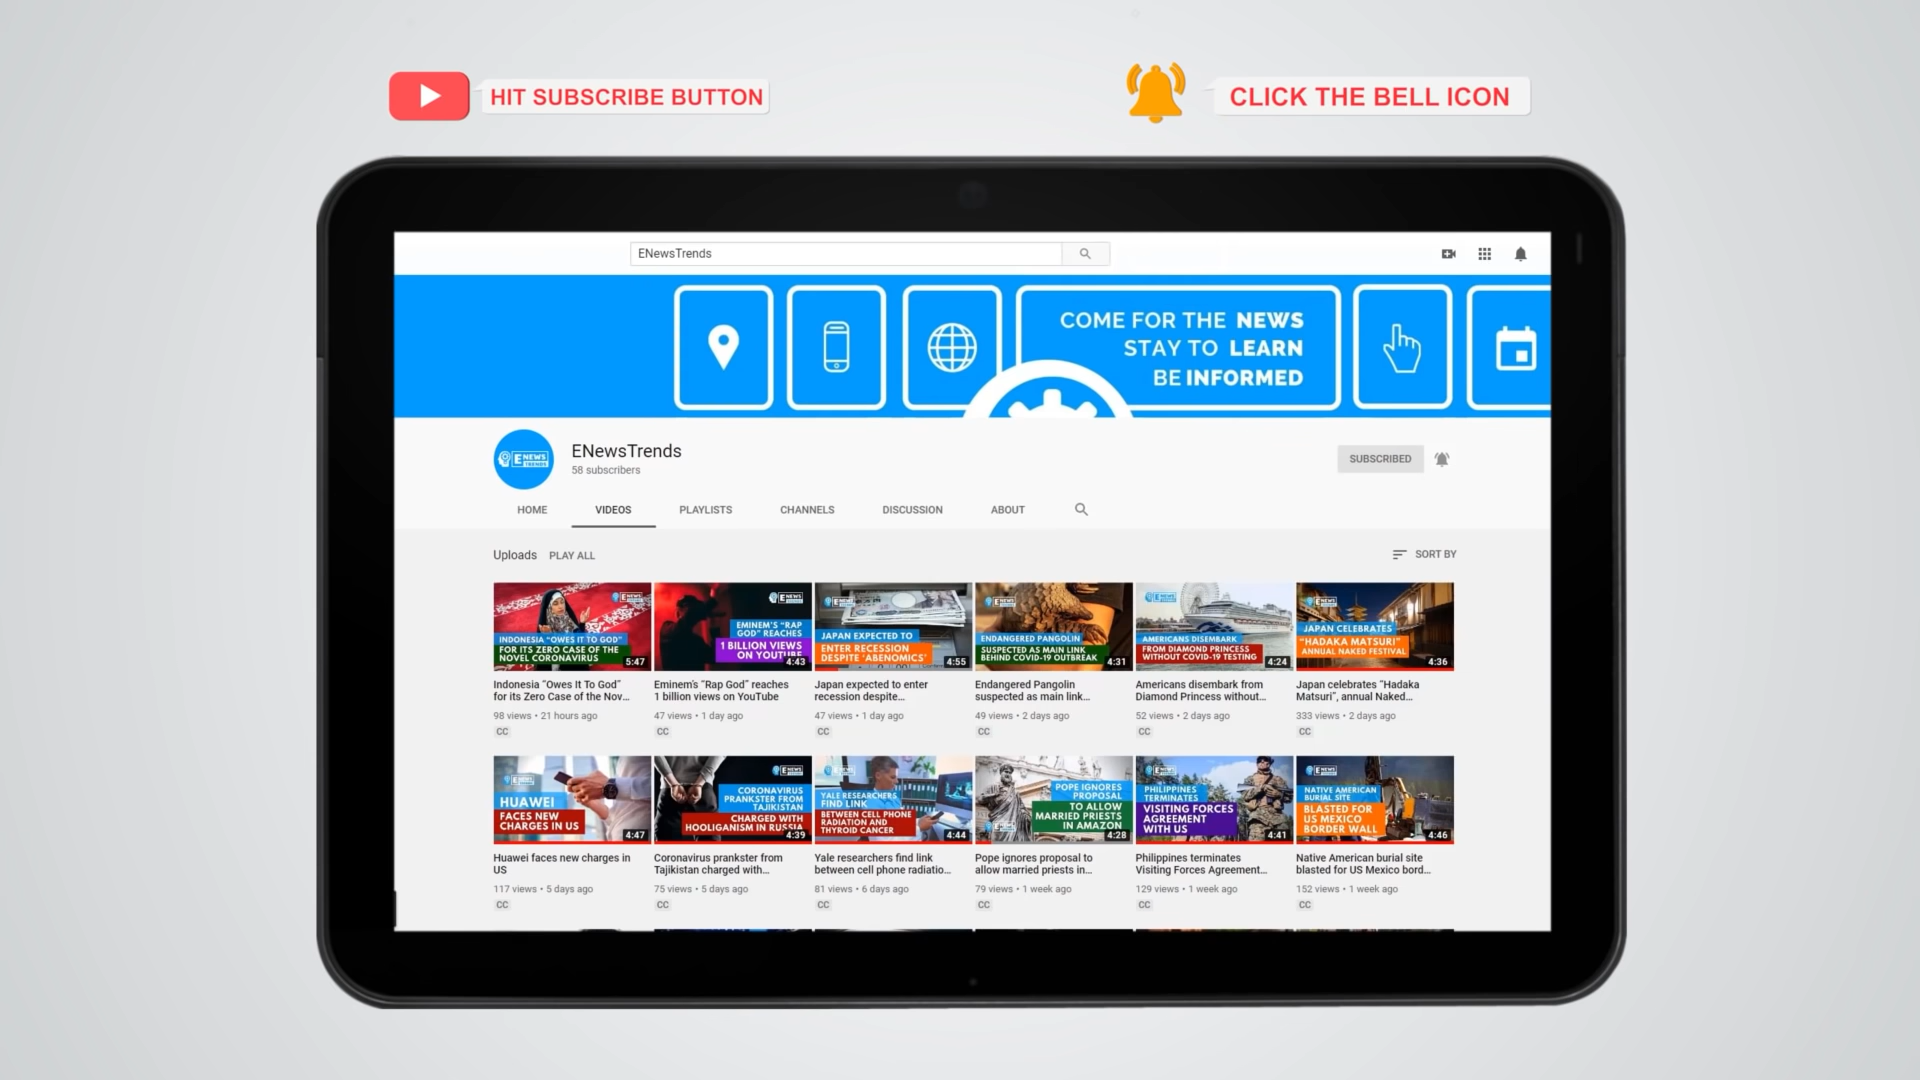 HIT SUBSCRIBE BUTTON
CLICK THE BELL ICON
ENewsTrends
COME FOR THE NEWS
STAY TO LEARN
BE INFORMED
E NEWS
TRENDS
ENewsTrends
58 subscribers
SUBSCRIBED
HOME
VIDEOS
PLAYLISTS
CHANNELS
DISCUSSION
ABOUT
Uploads
PLAY ALL
SORT BY
INDONESIA "OWES IT TO GOD"
FOR ITS ZERO CASE OF THE
NOVEL CORONAVIRUS
5:47
EMINEM'S "RAP
GOD" REACHES
1 BILLION VIEWS
ON YOUTUBE
4:43
JAPAN EXPECTED TO
ENTER RECESSION
DESPITE 'ABENOMICS'
4:55
ENDANGERED PANGOLIN
SUSPECTED AS MAIN LINK
BEHIND COVID-19 OUTBREAK
4:31
AMERICANS DISEMBARK
FROM DIAMOND PRINCESS
WITHOUT COVID-19 TESTING
4:24
JAPAN CELEBRATES
"HADAKA MATSURI"
ANNUAL NAKED FESTIVAL
4:36
Indonesia "Owes It To God"
for its Zero Case of the Nov...
98 views • 21 hours ago
CC
Eminem's "Rap God" reaches
1 billion views on YouTube
47 views • 1 day ago
CC
Japan expected to enter
recession despite...
47 views • 1 day ago
CC
Endangered Pangolin
suspected as main link...
49 views • 2 days ago
CC
Americans disembark from
Diamond Princess without...
52 views • 2 days ago
CC
Japan celebrates "Hadaka
Matsuri", annual Naked...
333 views • 2 days ago
CC
HUAWEI
FACES NEW
CHARGES IN US
4:47
CORONAVIRUS
PRANKSTER FROM
TAJIKISTAN
CHARGED WITH
HOOLIGANISM IN RUSSIA
4:39
YALE RESEARCHERS
FIND LINK
BETWEEN CELL PHONE
RADIATION AND
THYROID CANCER
4:44
POPE IGNORES
PROPOSAL
TO ALLOW
MARRIED PRIESTS
IN AMAZON
4:28
PHILIPPINES
TERMINATES
VISITING FORCES
AGREEMENT
WITH US
4:41
NATIVE AMERICAN
BURIAL SITE
BLASTED FOR
US MEXICO
BORDER WALL
4:46
Huawei faces new charges in
US
117 views • 5 days ago
CC
Coronavirus prankster from
Tajikistan charged with...
75 views • 5 days ago
CC
Yale researchers find link
between cell phone radiatio...
81 views • 6 days ago
CC
Pope ignores proposal to
allow married priests in...
79 views • 1 week ago
CC
Philippines terminates
Visiting Forces Agreement...
129 views • 1 week ago
CC
Native American burial site
blasted for US Mexico bord...
152 views • 1 week ago
CC